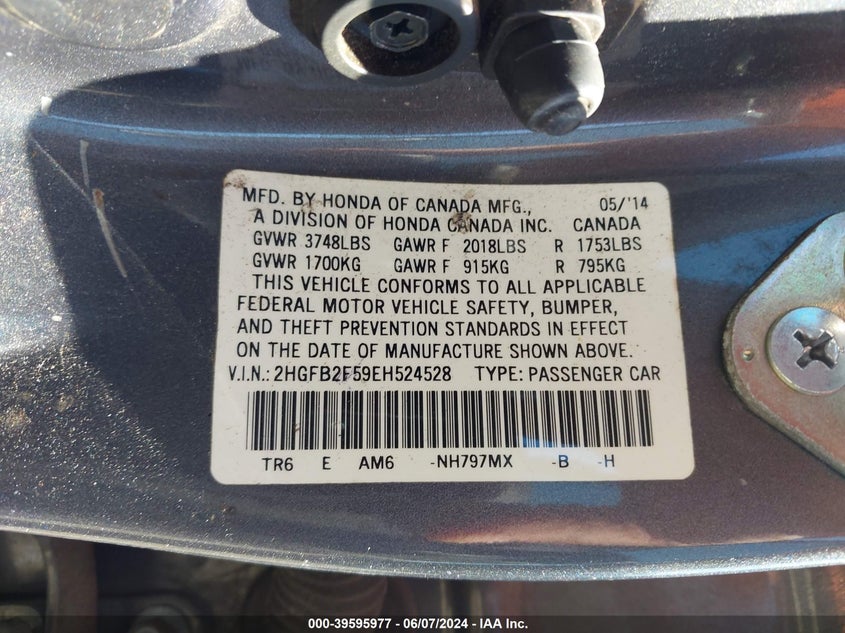 MFD. BY HONDA OF CANADA MFG., 05/'14
A DIVISION OF HONDA CANADA INC. CANADA
GVWR 3748LBS GAWR F 2018LBS R 1753LBS
GVWR 1700KG GAWR F 915KG R 795KG
THIS VEHICLE CONFORMS TO ALL APPLICABLE
FEDERAL MOTOR VEHICLE SAFETY, BUMPER,
AND THEFT PREVENTION STANDARDS IN EFFECT
ON THE DATE OF MANUFACTURE SHOWN ABOVE.
V.I.N.: 2HGFB2F59EH524528 TYPE: PASSENGER CAR
TR6 E AM6 -NH797MX -B -H
000-39595977 - 06/07/2024 - IAA Inc.